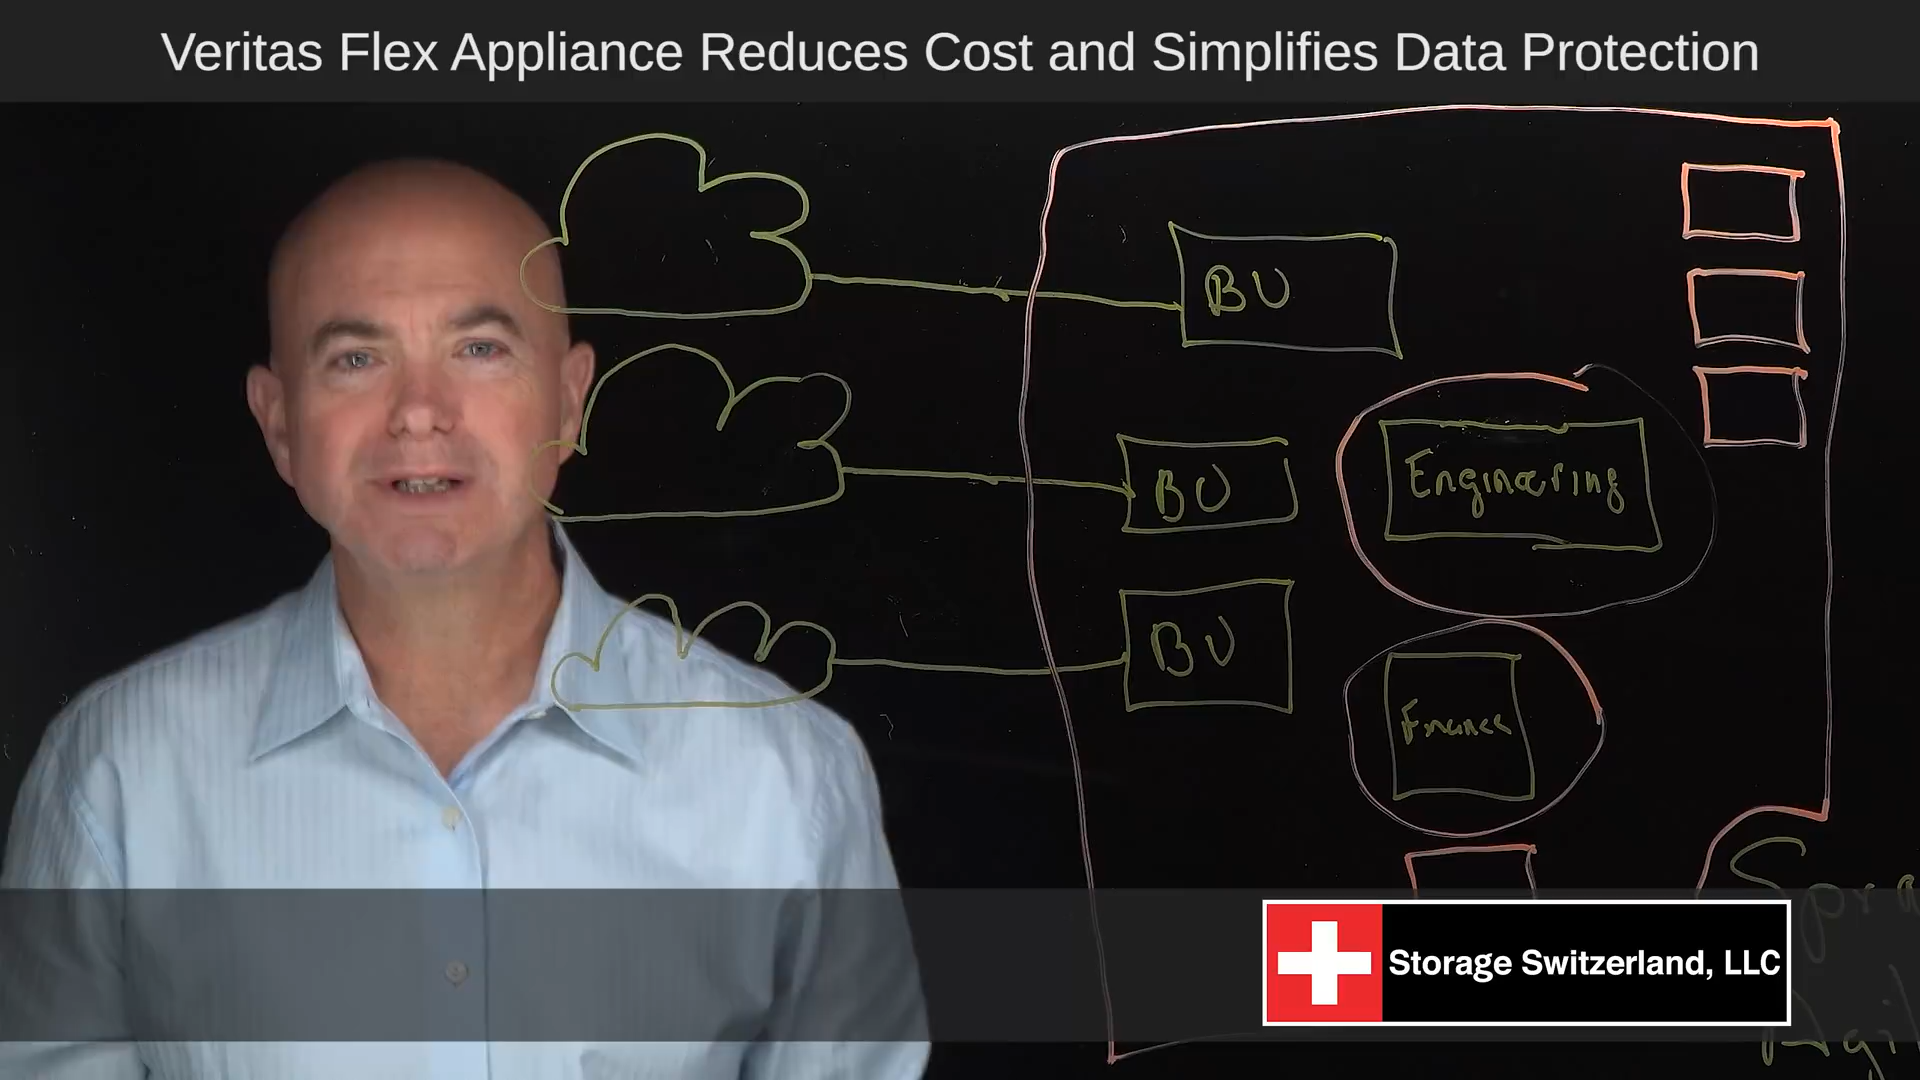 Veritas Flex Appliance Reduces Cost and Simplifies Data Protection
BU
BU
Engineering
BU
Finance
Storage Switzerland, LLC